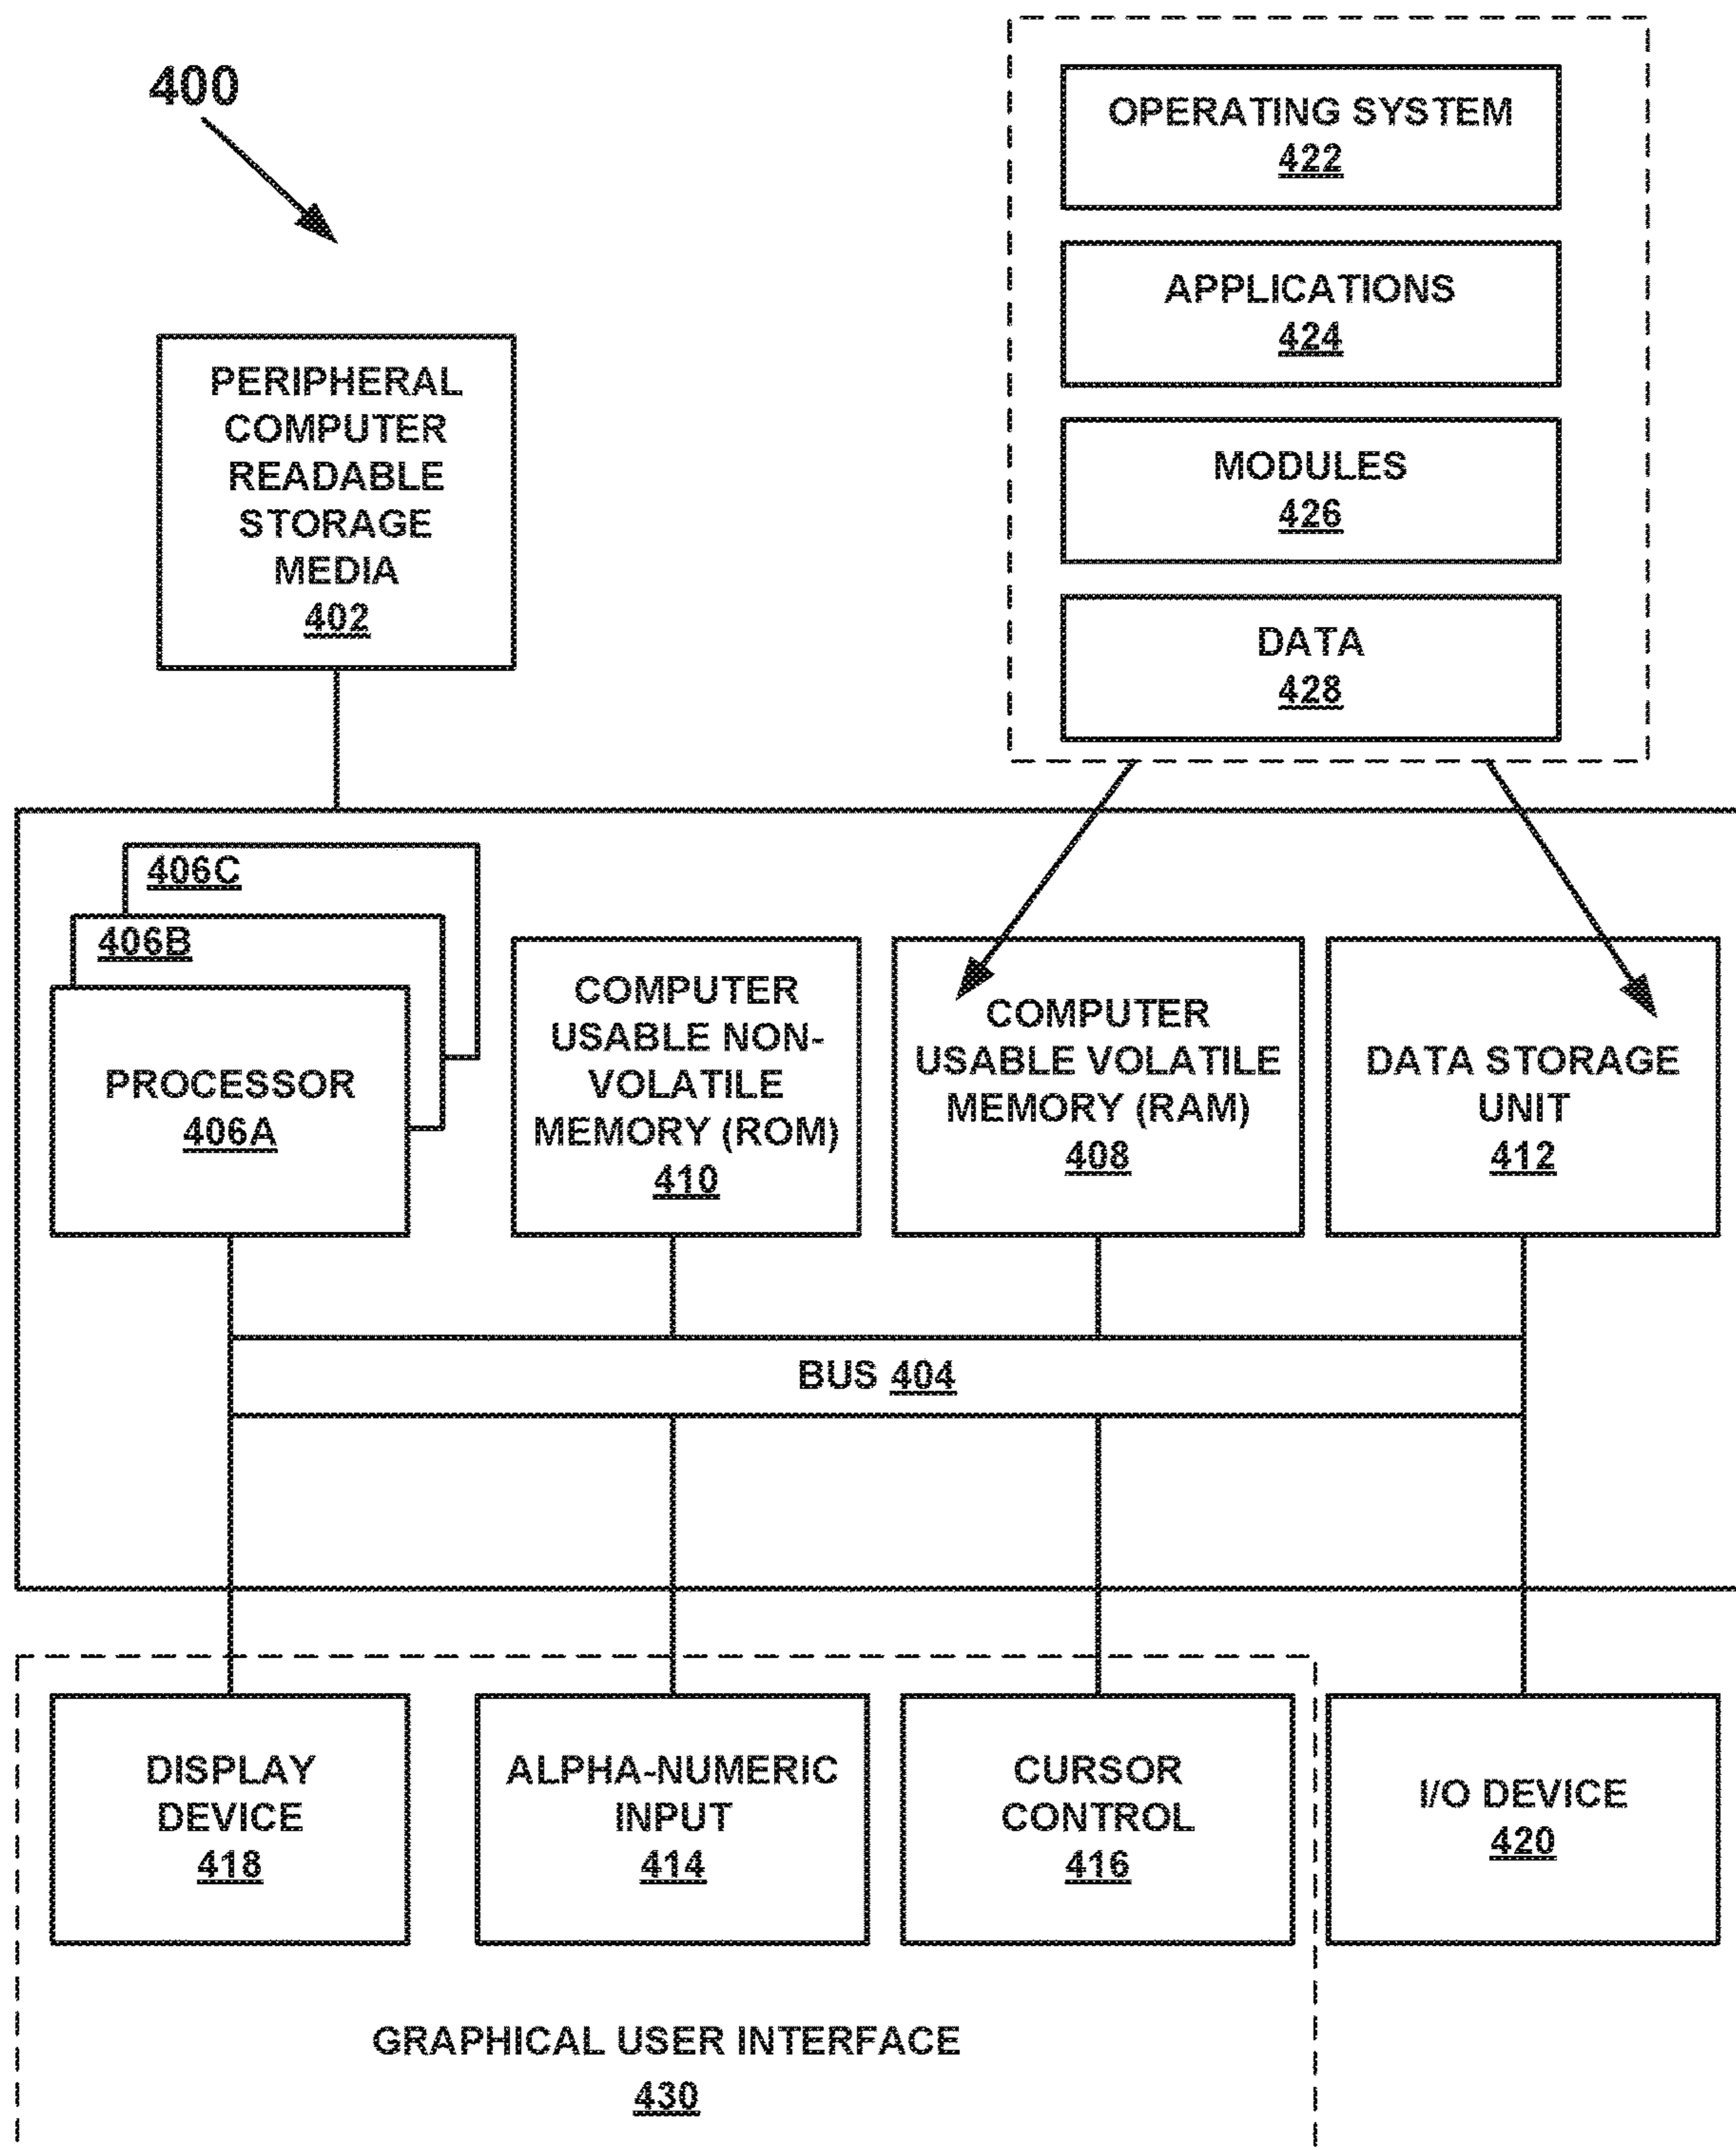 400
OPERATING SYSTEM
422
APPLICATIONS
424
MODULES
426
DATA
428
PERIPHERAL
COMPUTER
READABLE
STORAGE
MEDIA
402
406C
406B
PROCESSOR
406A
COMPUTER
USABLE NON-
VOLATILE
MEMORY (ROM)
410
COMPUTER
USABLE VOLATILE
MEMORY (RAM)
408
DATA STORAGE
UNIT
412
BUS 404
DISPLAY
DEVICE
418
ALPHA-NUMERIC
INPUT
414
CURSOR
CONTROL
416
I/O DEVICE
420
GRAPHICAL USER INTERFACE
430